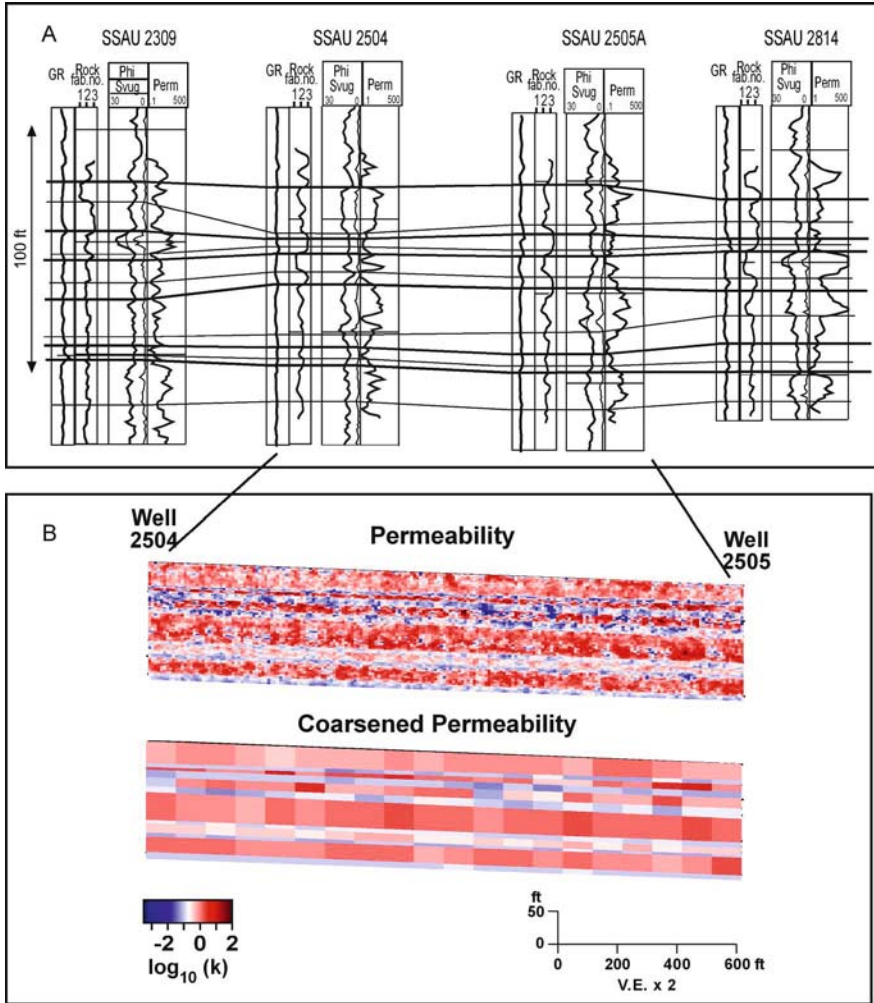 A
SSAU 2309
SSAU 2504
SSAU 2505A
SSAU 2814
GR
Rock
fab.no.
123
Phi
Svug
30 0
Perm
.1 500
GR
Rock
fab.no.
123
Phi
Svug
30 0
Perm
1 500
GR
Rock
fab.no.
123
Phi
Svug
30 0
Perm
.1 500
GR
Rock
fab.no.
123
Phi
Svug
30 0
Perm
.1 500
100 ft
B
Well
2504
Permeability
Well
2505
Coarsened Permeability
-2 0 2
log10 (k)
ft
50
0
0 200 400 600 ft
V.E. x 2